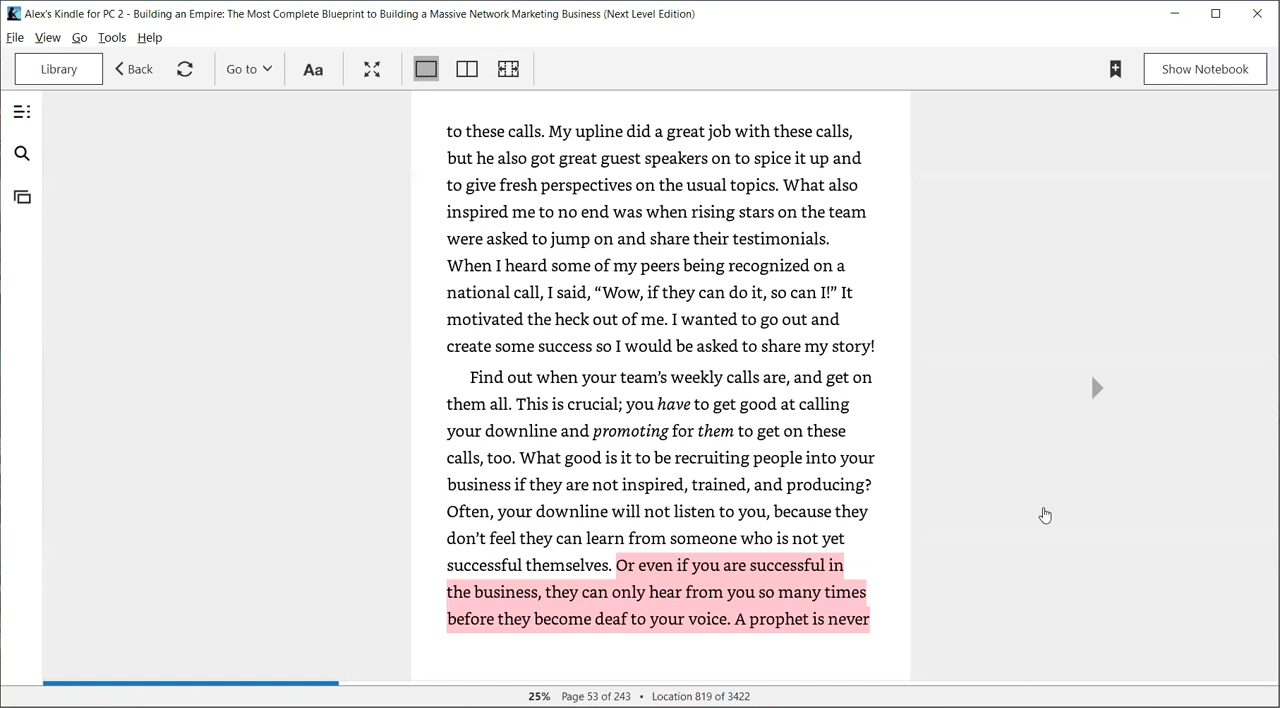 Alex's Kindle for PC 2 - Building an Empire: The Most Complete Blueprint to Building a Massive Network Marketing Business (Next Level Edition)
File View Go Tools Help
Library Back Go to Aa Show Notebook
to these calls. My upline did a great job with these calls,
but he also got great guest speakers on to spice it up and
to give fresh perspectives on the usual topics. What also
inspired me to no end was when rising stars on the team
were asked to jump on and share their testimonials.
When I heard some of my peers being recognized on a
national call, I said, “Wow, if they can do it, so can I!” It
motivated the heck out of me. I wanted to go out and
create some success so I would be asked to share my story!
Find out when your team’s weekly calls are, and get on
them all. This is crucial; you have to get good at calling
your downline and promoting for them to get on these
calls, too. What good is it to be recruiting people into your
business if they are not inspired, trained, and producing?
Often, your downline will not listen to you, because they
don’t feel they can learn from someone who is not yet
successful themselves. Or even if you are successful in
the business, they can only hear from you so many times
before they become deaf to your voice. A prophet is never
25% Page 53 of 243 • Location 819 of 3422